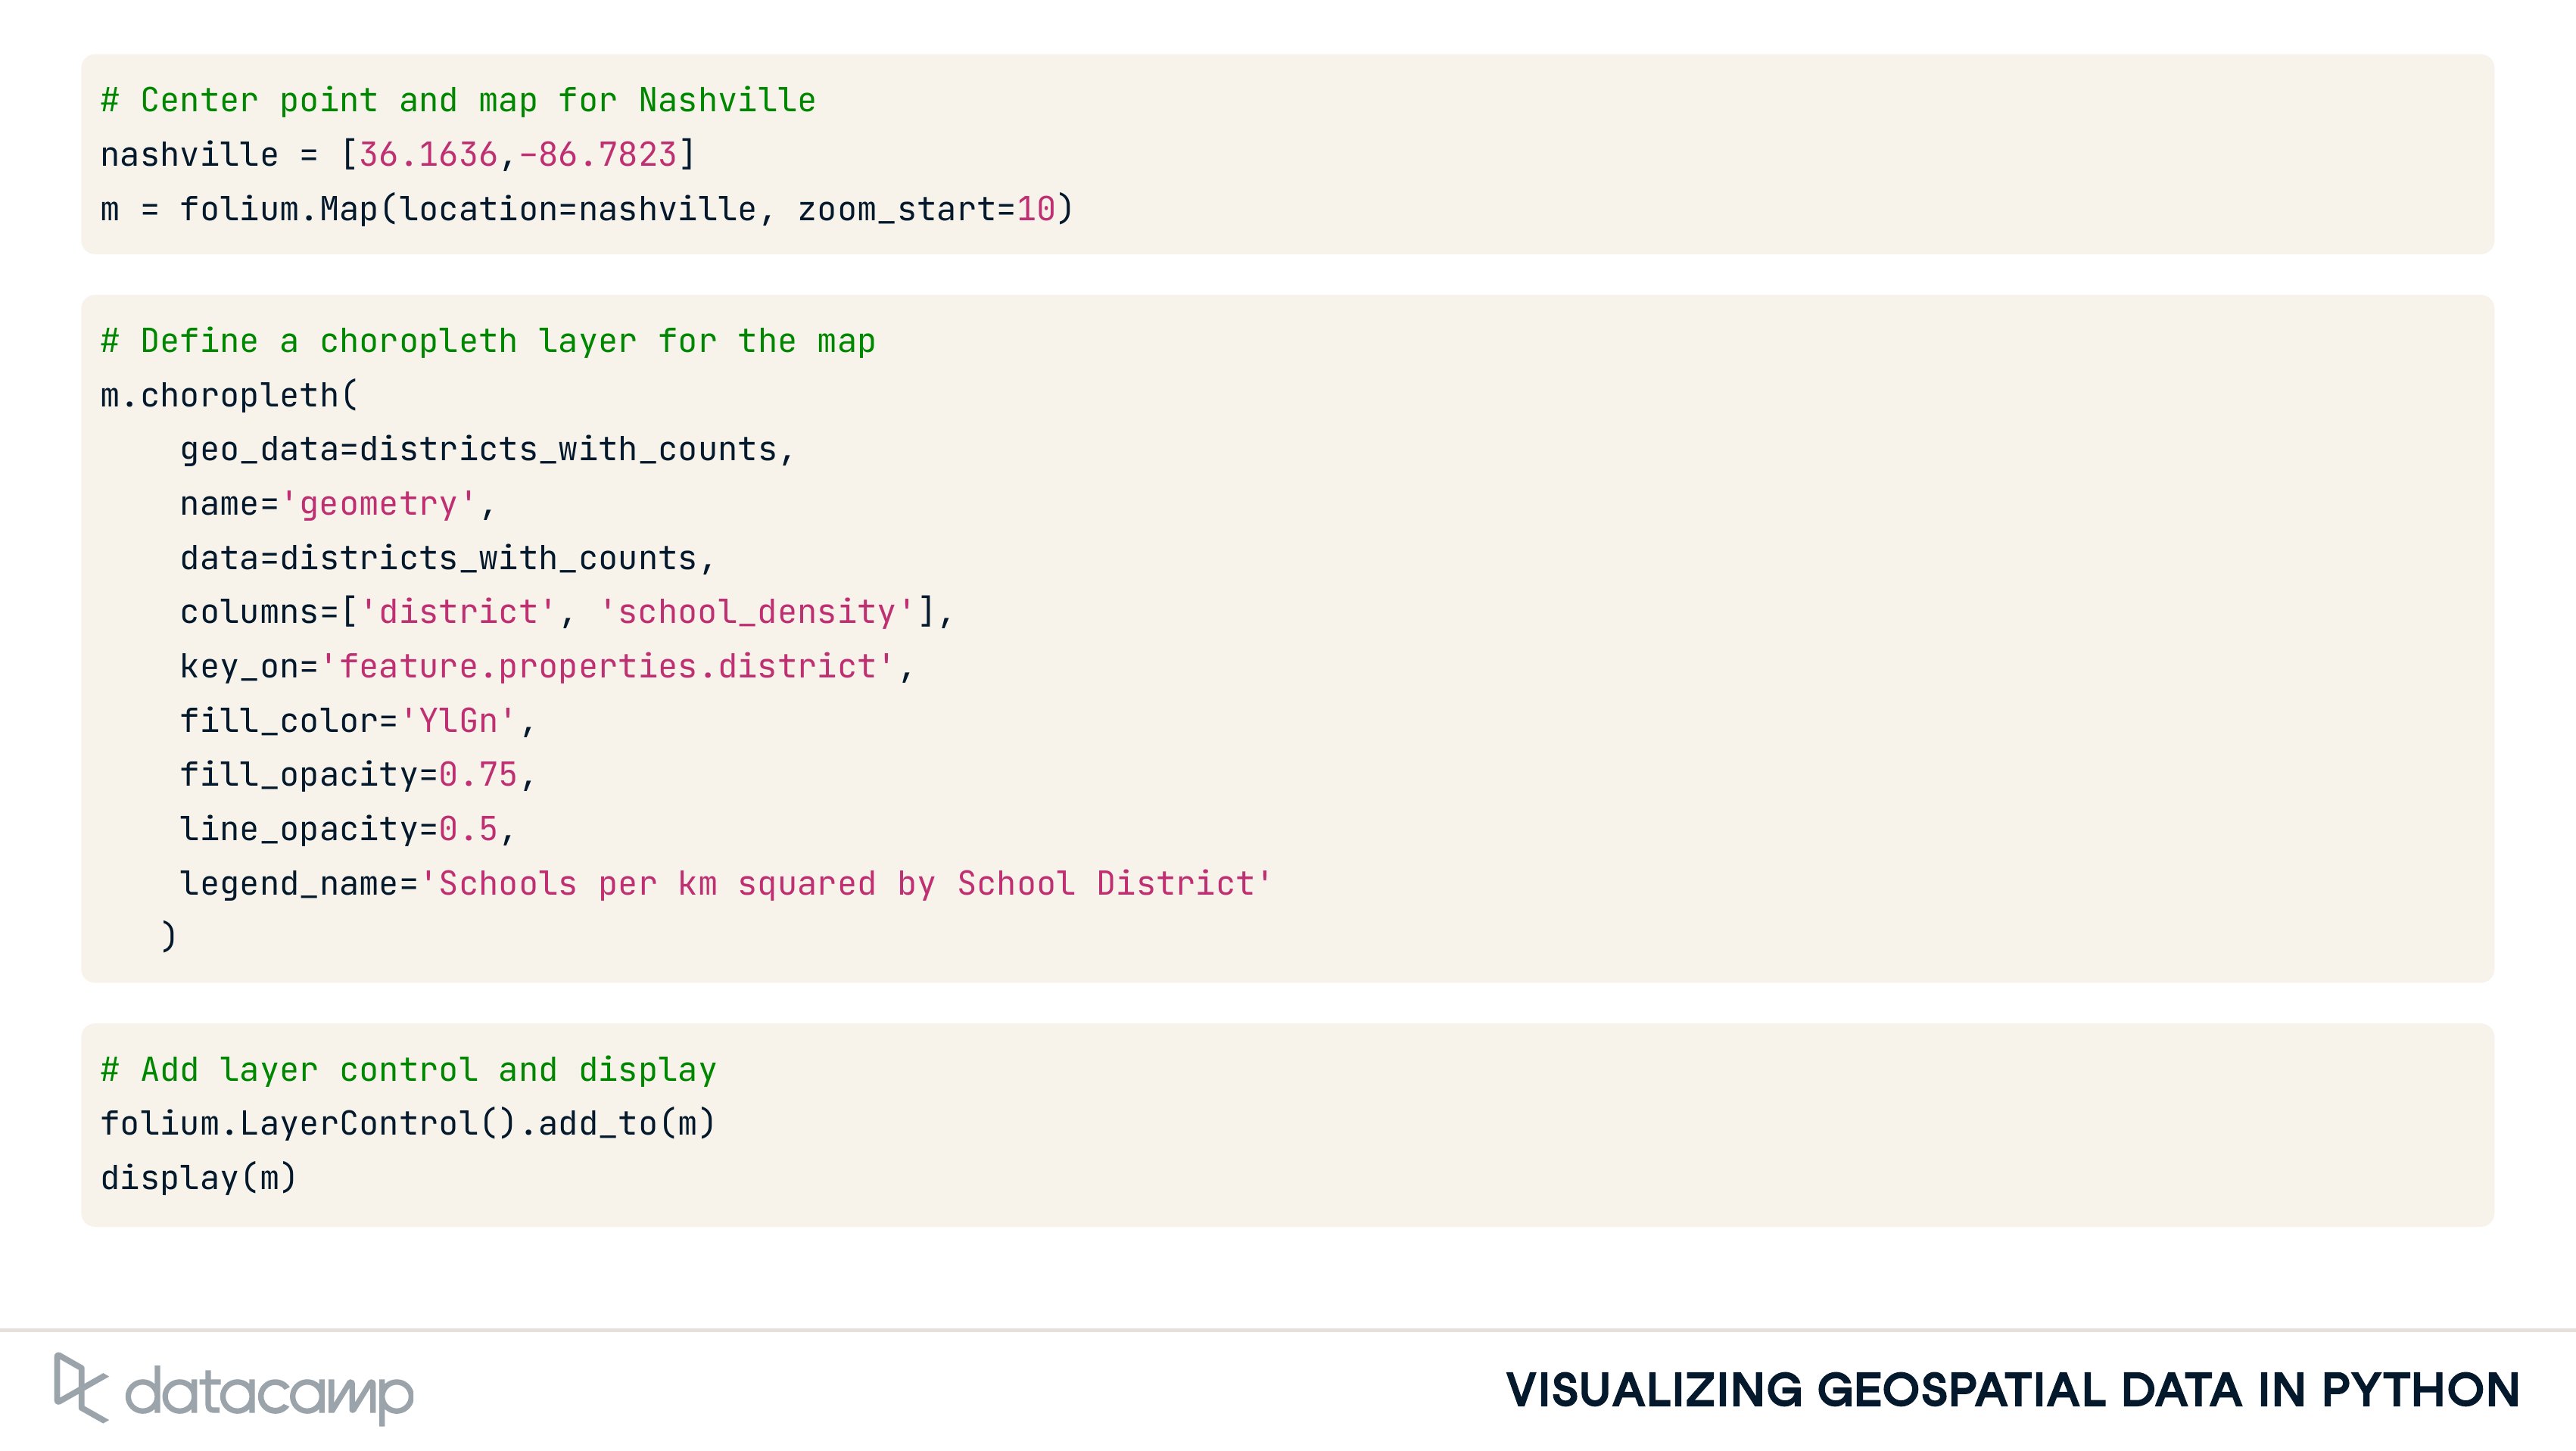 # Center point and map for Nashville
nashville = [36.1636,-86.7823]
m = folium.Map(location=nashville, zoom_start=10)
# Define a choropleth layer for the map
m.choropleth(
    geo_data=districts_with_counts,
    name='geometry',
    data=districts_with_counts,
    columns=['district', 'school_density'],
    key_on='feature.properties.district',
    fill_color='YlGn',
    fill_opacity=0.75,
    line_opacity=0.5,
    legend_name='Schools per km squared by School District'
   )
# Add layer control and display
folium.LayerControl().add_to(m)
display(m)
datacamp
VISUALIZING GEOSPATIAL DATA IN PYTHON